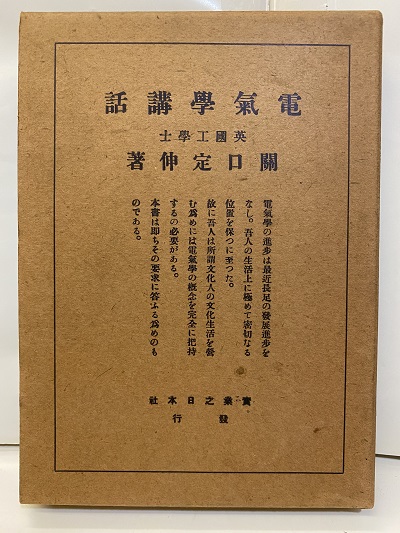 電氣學講話
英國工學士
關口定伸著
電氣學の進步は最近長足の發展進步を
なし。吾人の生活上に極めて密切なる
位置を保つに至つた。
故に吾人は所謂文化人の文化生活を營
む爲めには電氣學の概念を完全に把持
するの必要がある。
本書は即ちその要求に答ふる爲めのも
のである。
實業之日本社
發行